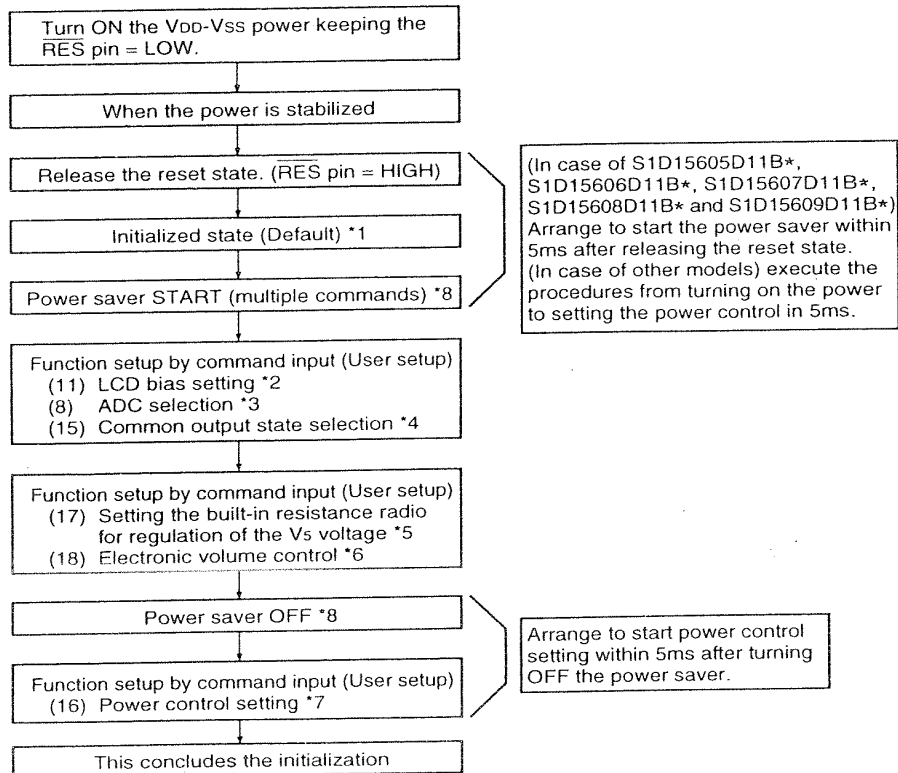 Turn ON the VDD-VSS power keeping the
RES pin = LOW.
When the power is stabilized
Release the reset state. (RES pin = HIGH)
Initialized state (Default) *1
Power saver START (multiple commands) *8
(In case of S1D15605D11B*,
S1D15606D11B*, S1D15607D11B*,
S1D15608D11B* and S1D15609D11B*)
Arrange to start the power saver within
5ms after releasing the reset state.
(In case of other models) execute the
procedures from turning on the power
to setting the power control in 5ms.
Function setup by command input (User setup)
(11) LCD bias setting *2
(8) ADC selection *3
(15) Common output state selection *4
Function setup by command input (User setup)
(17) Setting the built-in resistance radio
for regulation of the V5 voltage *5
(18) Electronic volume control *6
Power saver OFF *8
Function setup by command input (User setup)
(16) Power control setting *7
Arrange to start power control
setting within 5ms after turning
OFF the power saver.
This concludes the initialization